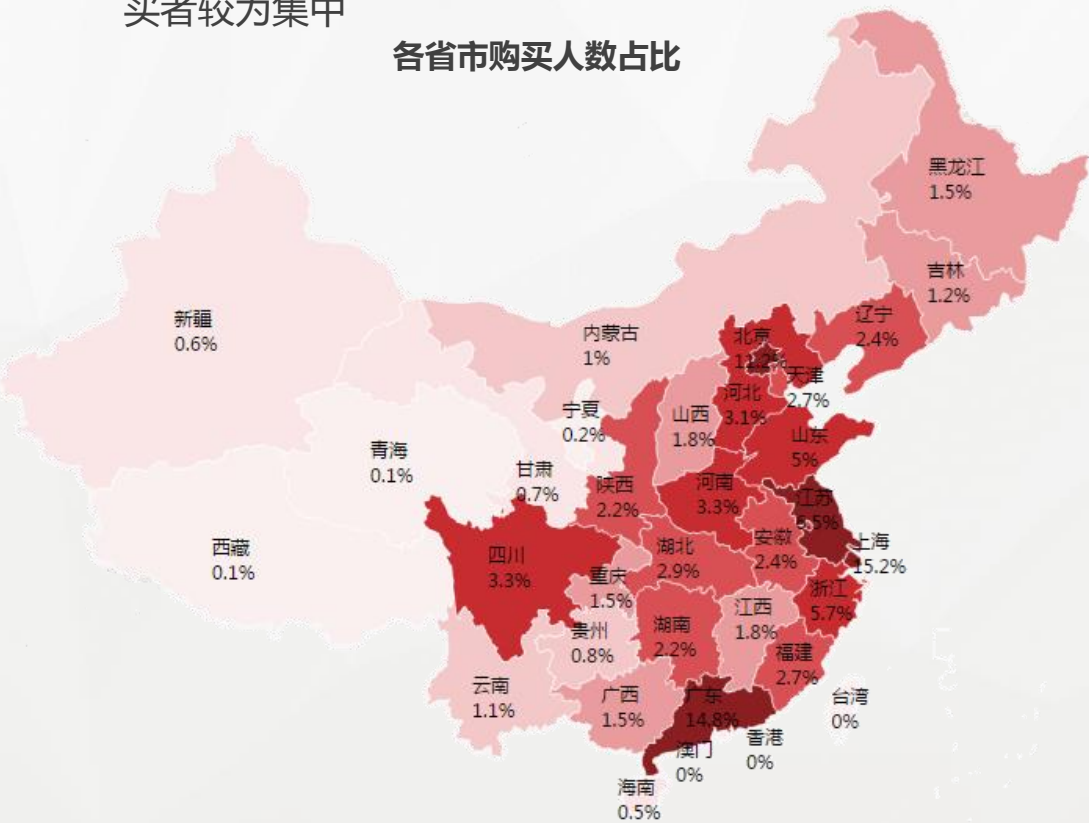 买者较为集中
各省市购买人数占比
黑龙江
1.5%
吉林
1.2%
辽宁
2.4%
新疆
0.6%
内蒙古
1%
北京
11.2%
天津
2.7%
河北
3.1%
宁夏
0.2%
山西
1.8%
山东
5%
青海
0.1%
甘肃
0.7%
陕西
2.2%
河南
3.3%
江苏
6.5%
西藏
0.1%
四川
3.3%
湖北
2.9%
安徽
2.4%
上海
15.2%
重庆
1.5%
浙江
5.7%
贵州
0.8%
湖南
2.2%
江西
1.8%
福建
2.7%
云南
1.1%
广西
1.5%
广东
14.8%
台湾
0%
澳门
0%
香港
0%
海南
0.5%